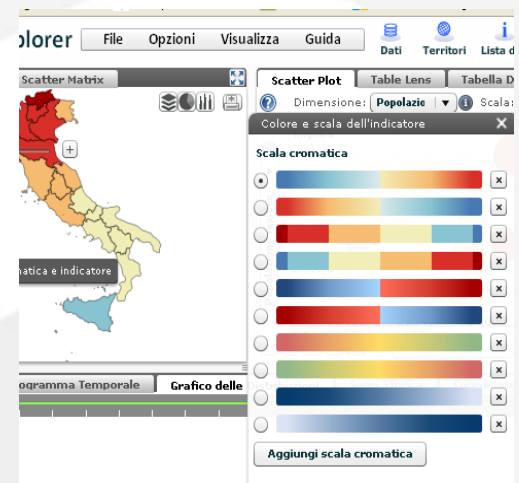 plorer File Opzioni Visualizza Guida
Dati Territori Lista d
Scatter Matrix
Scatter Plot Table Lens Tabella D
Dimensione: Popolazio Scala:
Colore e scala dell'indicatore X
Scala cromatica
matica e indicatore
ogramma Temporale Grafico delle
Aggiungi scala cromatica